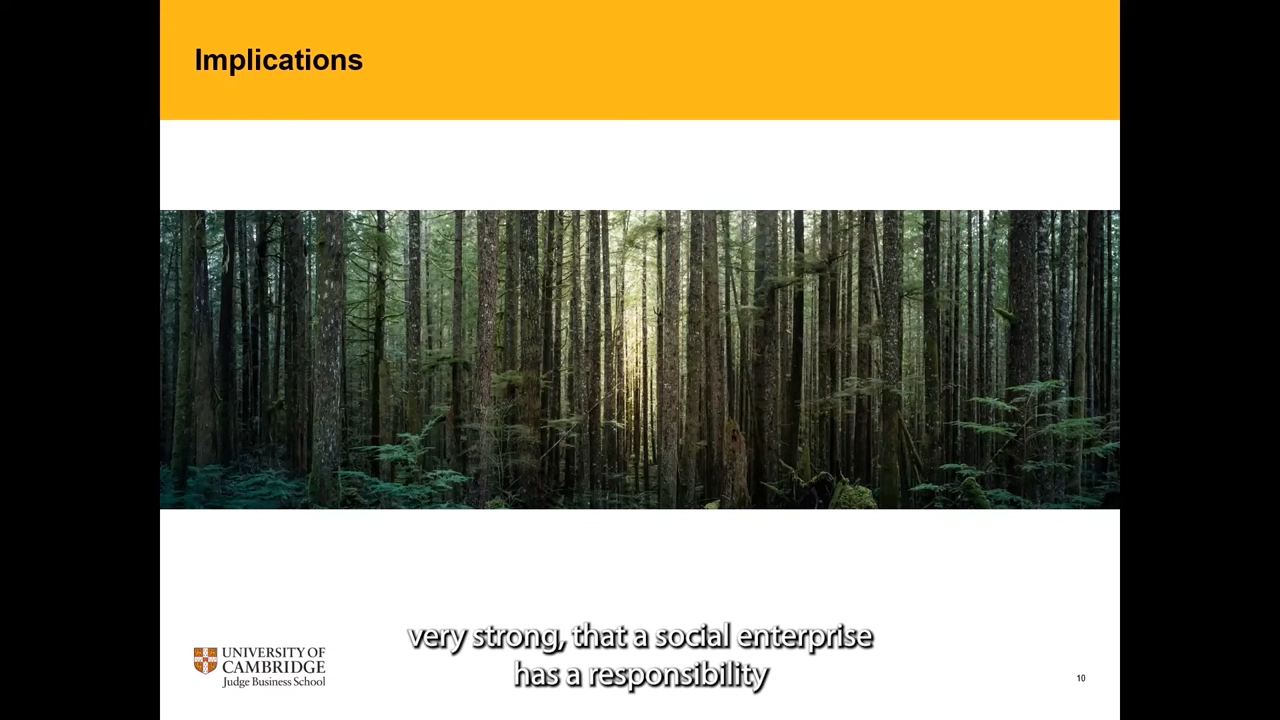 Implications
very strong, that a social enterprise
has a responsibility
UNIVERSITY OF
CAMBRIDGE
Judge Business School
10